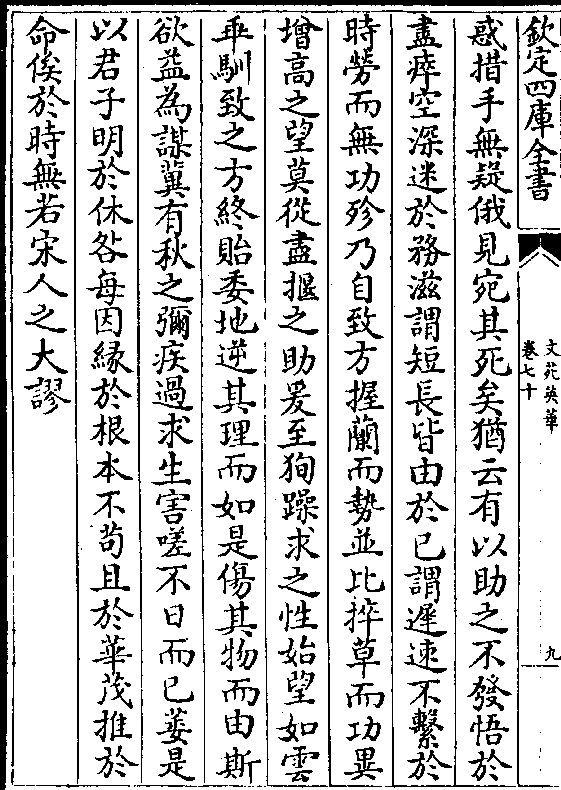 欽定四庫全書
文苑英華
卷七十
九
惑措手無疑俄見宛其死矣猶云有以助之不發悟於
盡瘁空深迷於務滋謂短長皆由於已謂遲速不繫於
時勞而無功殄乃自致方握蘭而勢並比捽草而功異
增高之望莫從盡揠之助爰至狥躁求之性始望如雲
乖馴致之方終貽委地逆其理而如是傷其物而由斯
欲益為謀冀有秋之彌疾過求生害嗟不日而已萎是
以君子明於休咎每因緣於根本不苟且於華茂推於
命俟於時無若宋人之大謬